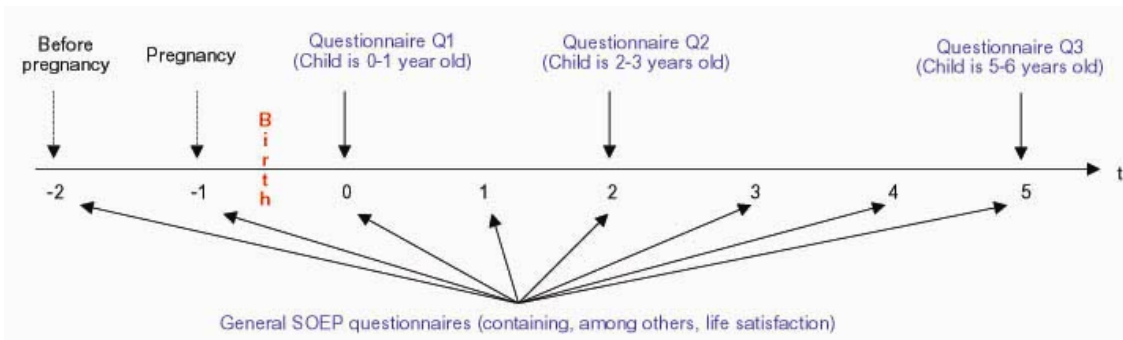 Before
pregnancy
Pregnancy
Questionnaire Q1
(Child is 0-1 year old)
Questionnaire Q2
(Child is 2-3 years old)
Questionnaire Q3
(Child is 5-6 years old)
Birth
t
-2 -1 0 1 2 3 4 5
General SOEP questionnaires (containing, among others, life satisfaction)